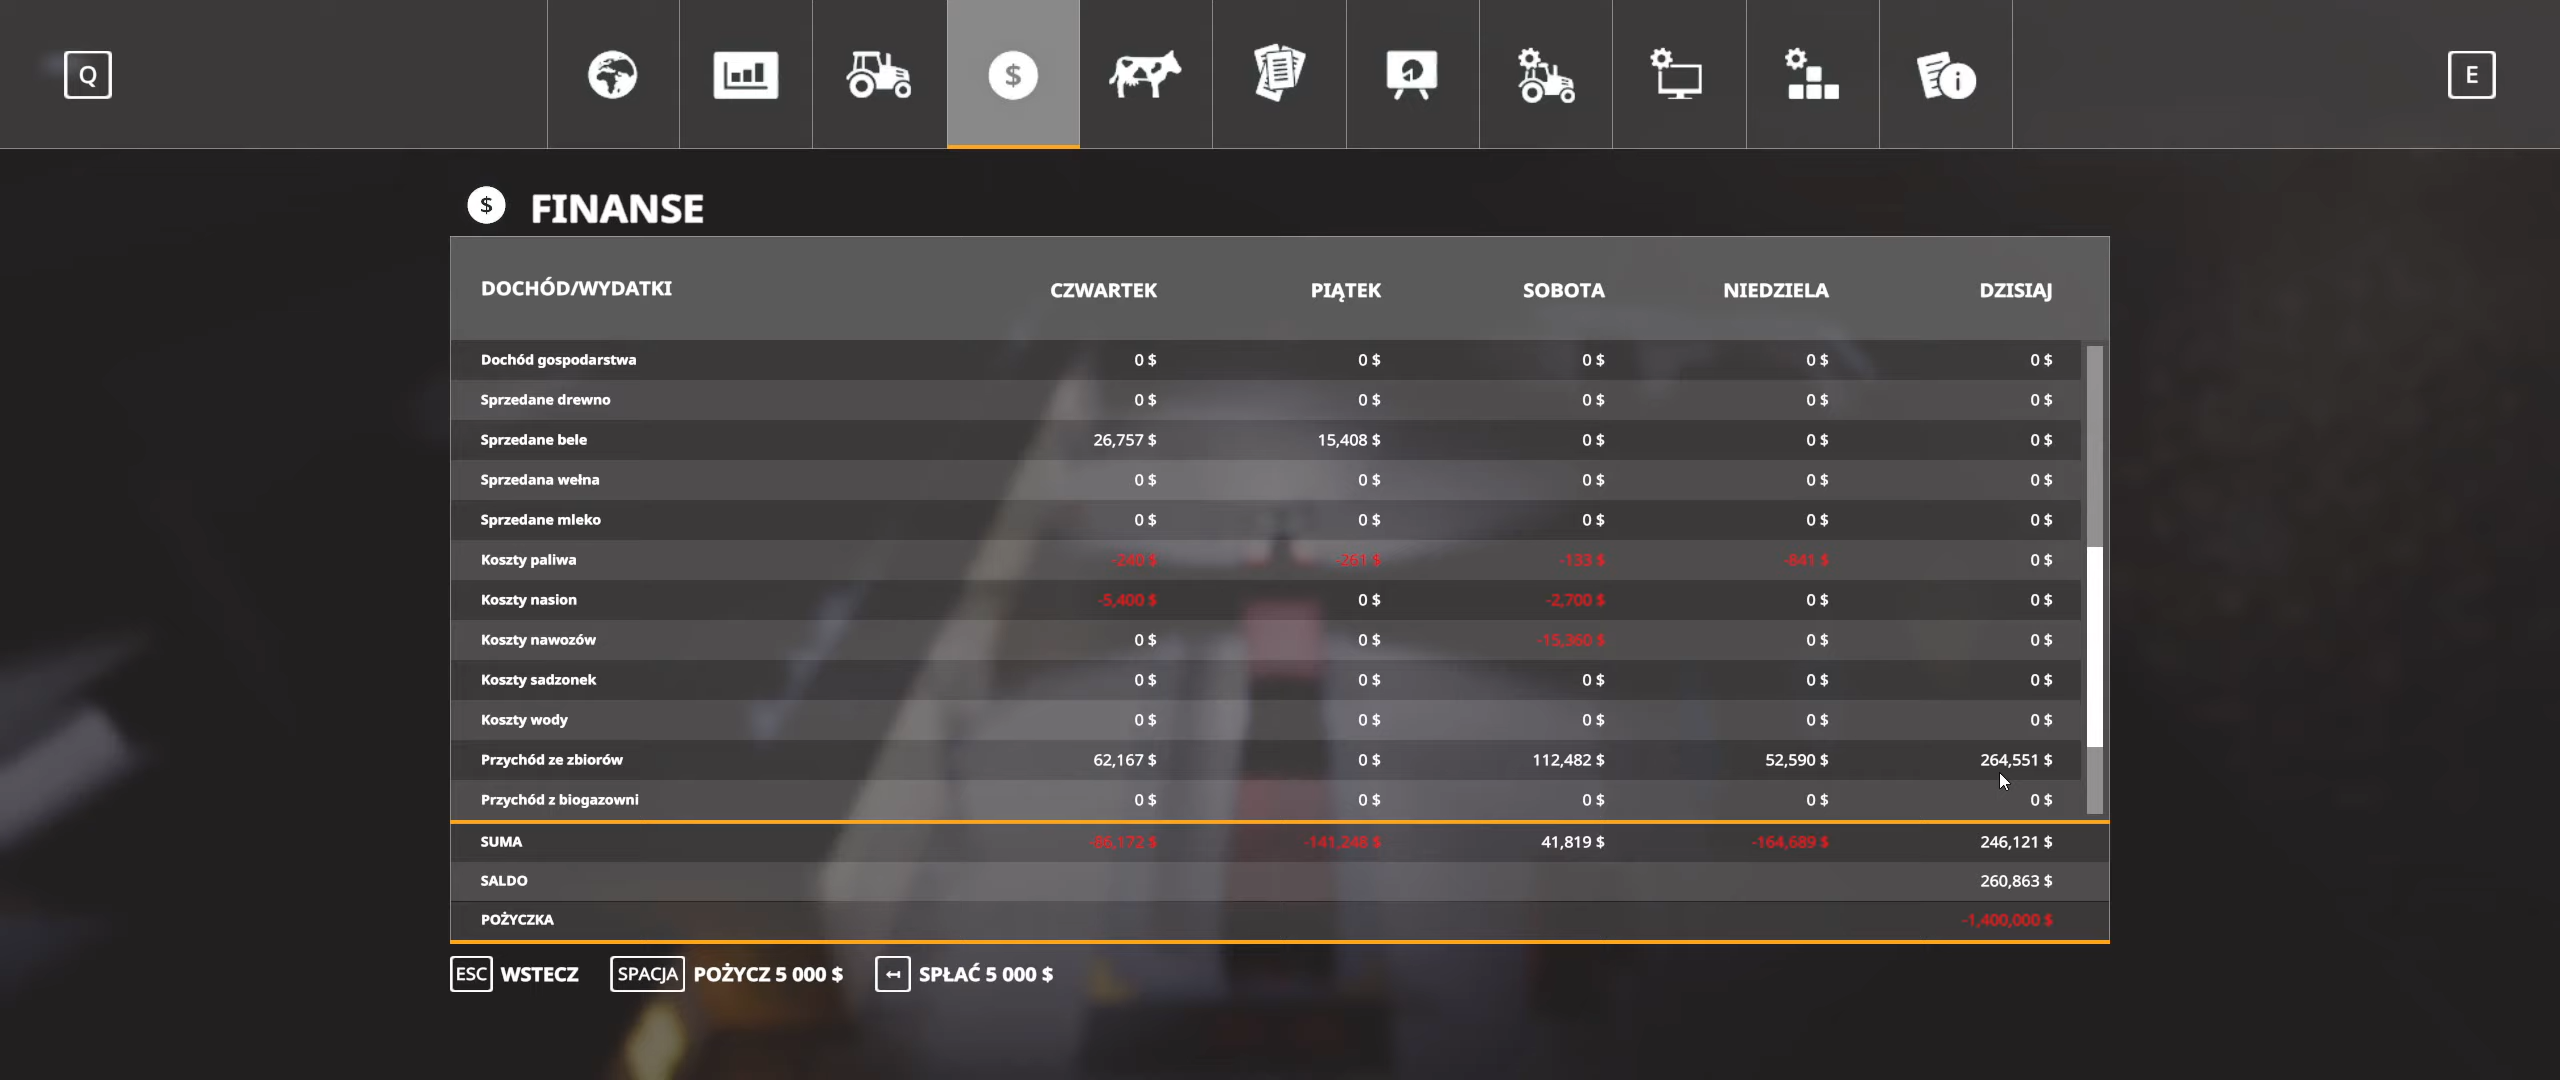 Q E
FINANSE
DOCHÓD/WYDATKI CZWARTEK PIĄTEK SOBOTA NIEDZIELA DZISIAJ
Dochód gospodarstwa 0 $ 0 $ 0 $ 0 $ 0 $
Sprzedane drewno 0 $ 0 $ 0 $ 0 $ 0 $
Sprzedane bele 26,757 $ 15,408 $ 0 $ 0 $ 0 $
Sprzedana wełna 0 $ 0 $ 0 $ 0 $ 0 $
Sprzedane mleko 0 $ 0 $ 0 $ 0 $ 0 $
Koszty paliwa -240 $ -261 $ -133 $ -841 $ 0 $
Koszty nasion -5,400 $ 0 $ -2,700 $ 0 $ 0 $
Koszty nawozów 0 $ 0 $ -15,360 $ 0 $ 0 $
Koszty sadzonek 0 $ 0 $ 0 $ 0 $ 0 $
Koszty wody 0 $ 0 $ 0 $ 0 $ 0 $
Przychód ze zbiorów 62,167 $ 0 $ 112,482 $ 52,590 $ 264,551 $
Przychód z biogazowni 0 $ 0 $ 0 $ 0 $ 0 $
SUMA -86,172 $ -141,248 $ 41,819 $ -164,689 $ 246,121 $
SALDO 260,863 $
POŻYCZKA -1,400,000 $
ESC WSTECZ SPACJA POŻYCZ 5 000 $ SPŁAĆ 5 000 $